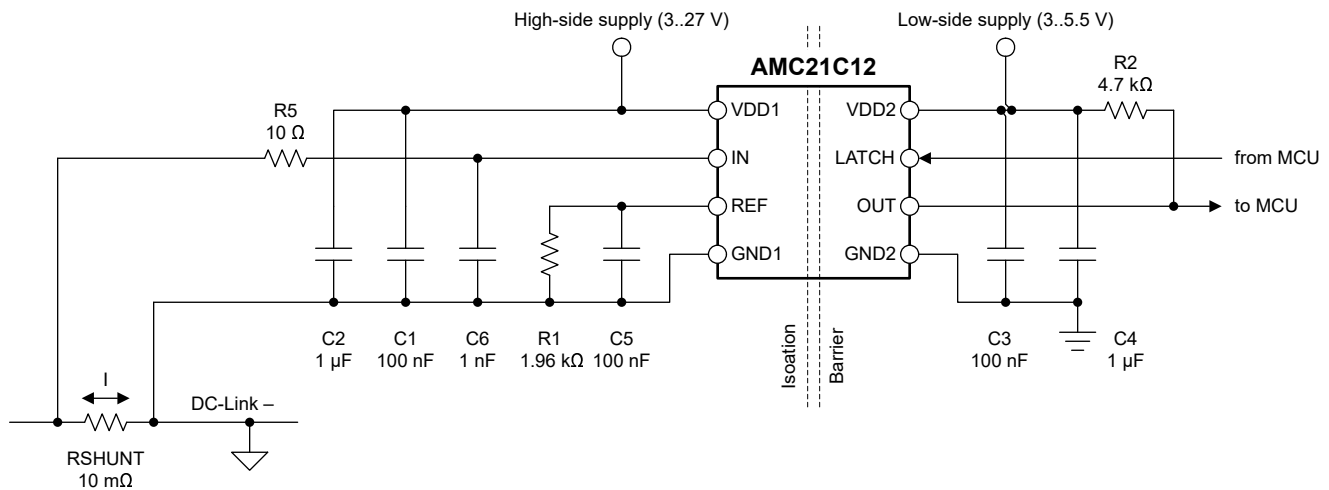 High-side supply (3..27 V)
Low-side supply (3..5.5 V)
AMC21C12
R2
4.7 kΩ
R5
10 Ω
VDD1
VDD2
IN
LATCH
from MCU
REF
OUT
to MCU
GND1
GND2
C2
1 µF
C1
100 nF
C6
1 nF
R1
1.96 kΩ
C5
100 nF
Isoation
Barrier
C3
100 nF
C4
1 µF
I
DC-Link –
RSHUNT
10 mΩ